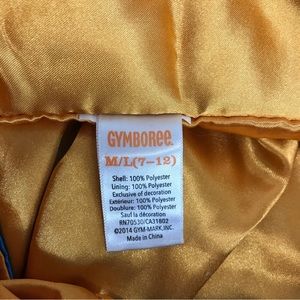 GYMBOREE
M/L(7-12)
Shell: 100% Polyester
Lining: 100% Polyester
Exclusive of decoration
Extérieur: 100% Polyester
Doublure: 100% Polyester
Sauf la décoration
RN70530/CA31802
©2014 GYM-MARK,INC.
Made in China